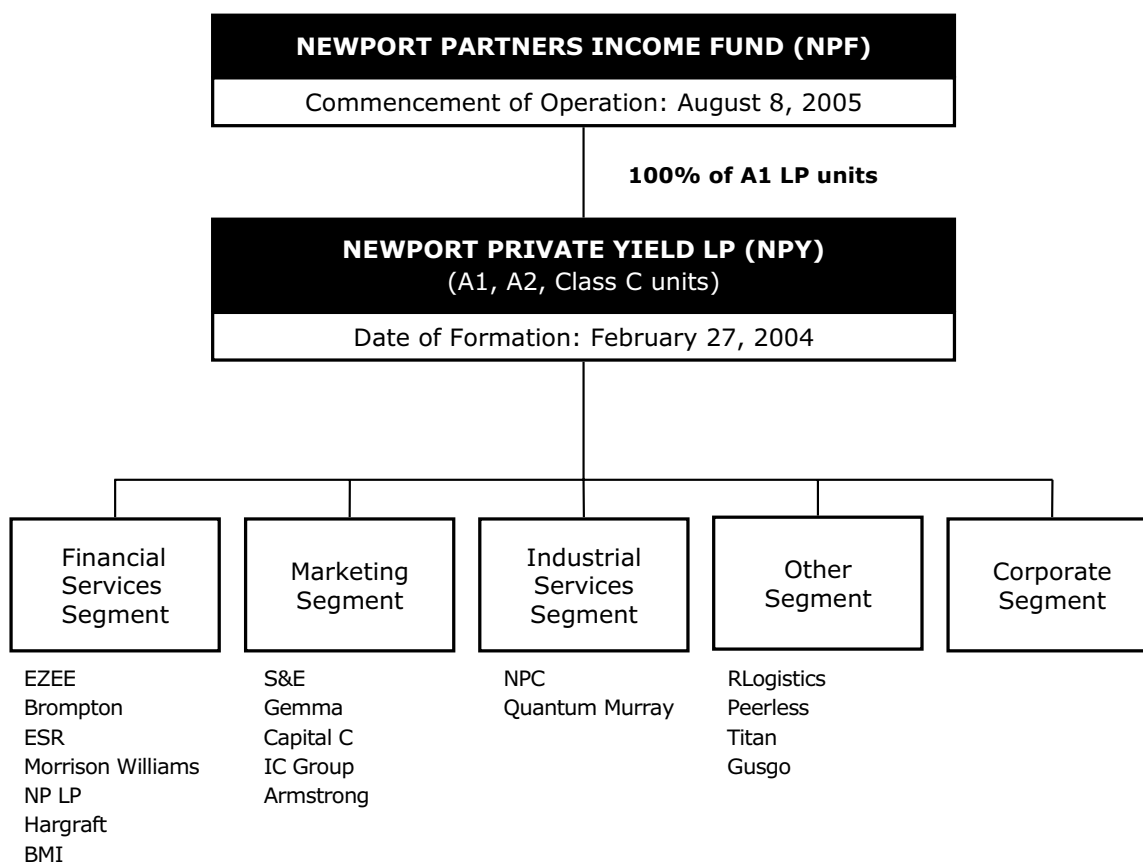 NEWPORT PARTNERS INCOME FUND (NPF)
Commencement of Operation: August 8, 2005
100% of A1 LP units
NEWPORT PRIVATE YIELD LP (NPY)
(A1, A2, Class C units)
Date of Formation: February 27, 2004
Financial
Services
Segment
EZEE
Brompton
ESR
Morrison Williams
NP LP
Hargraft
BMI
Marketing
Segment
S&E
Gemma
Capital C
IC Group
Armstrong
Industrial
Services
Segment
NPC
Quantum Murray
Other
Segment
RLogistics
Peerless
Titan
Gusgo
Corporate
Segment